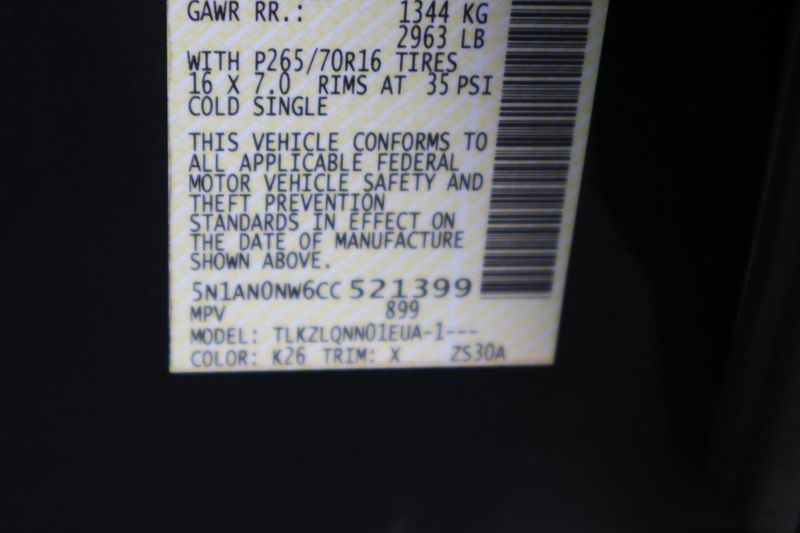 GAWR RR.: 1344 KG
2963 LB
WITH P265/70R16 TIRES
16 X 7.0 RIMS AT 35 PSI
COLD SINGLE
THIS VEHICLE CONFORMS TO
ALL APPLICABLE FEDERAL
MOTOR VEHICLE SAFETY AND
THEFT PREVENTION
STANDARDS IN EFFECT ON
THE DATE OF MANUFACTURE
SHOWN ABOVE.
5N1AN0NW6CC521399
MPV 899
MODEL: TLKZLQNN01EUA-1---
COLOR: K26 TRIM: X ZS30A